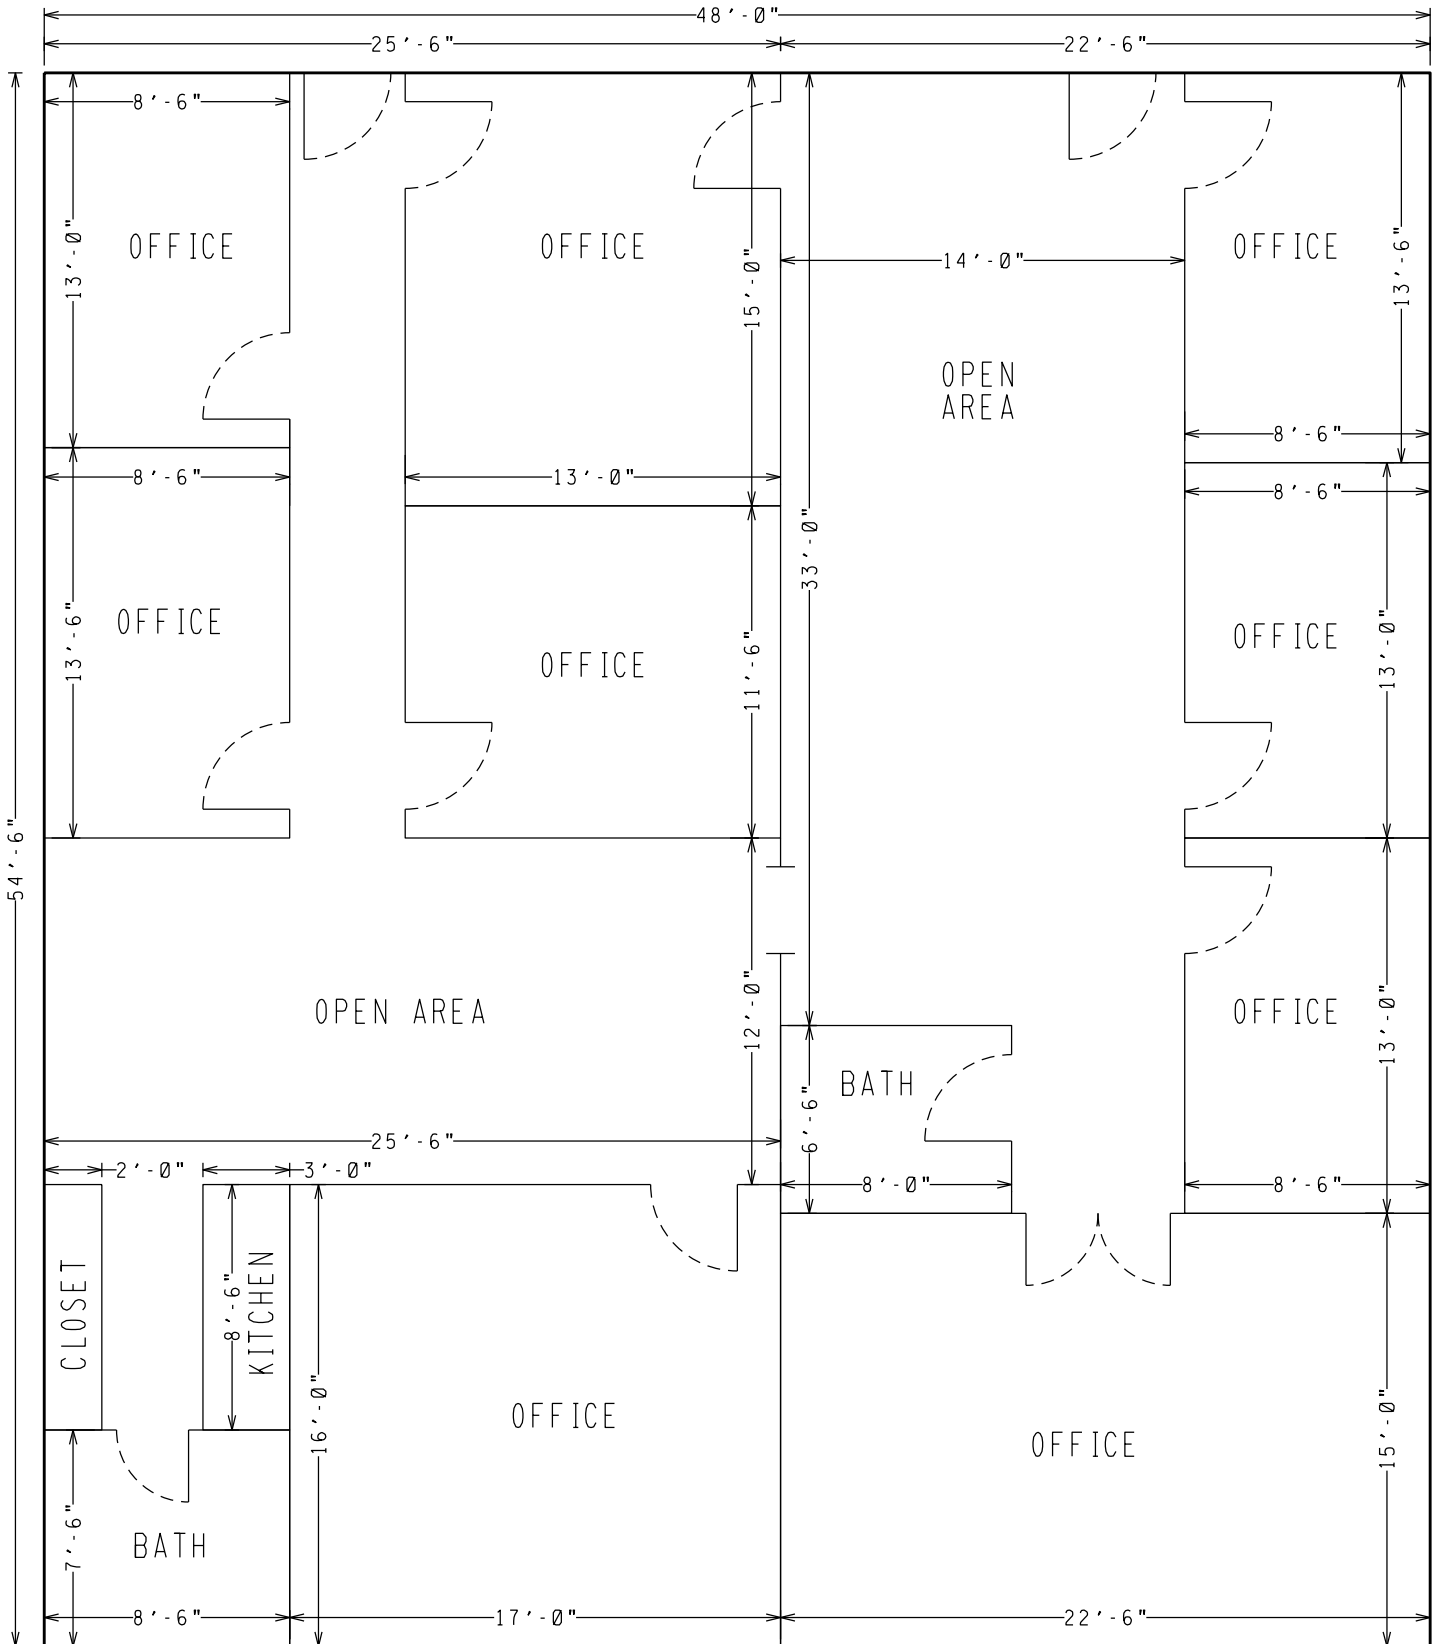 48'-0"
25'-6"
22'-6"
8'-6"
13'-0"
OFFICE
OFFICE
15'-0"
14'-0"
OFFICE
13'-6"
OPEN
AREA
8'-6"
8'-6"
13'-0"
8'-6"
33'-0"
13'-6"
OFFICE
OFFICE
11'-6"
OFFICE
13'-0"
54'-6"
OPEN AREA
12'-0"
OFFICE
13'-0"
BATH
6'-6"
25'-6"
2'-0"
3'-0"
8'-0"
8'-6"
CLOSET
8'-6"
KITCHEN
16'-0"
OFFICE
OFFICE
15'-0"
7'-6"
BATH
8'-6"
17'-0"
22'-6"